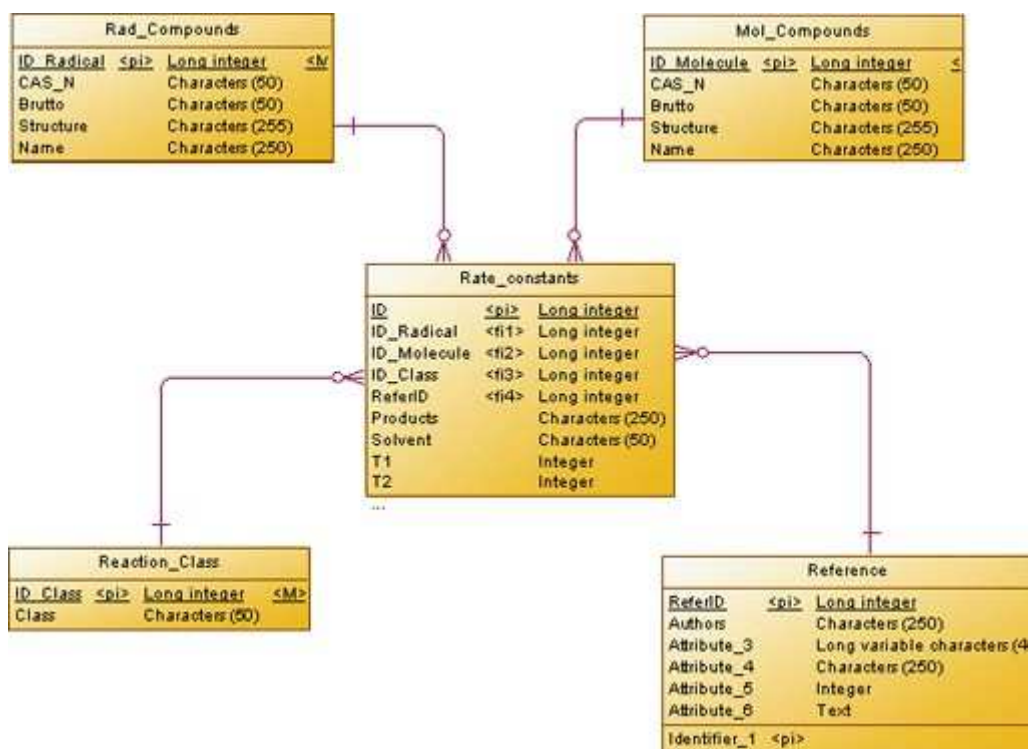 Rad_Compounds
ID_Radical <pi> Long integer <M
CAS_N Characters (50)
Brutto Characters (50)
Structure Characters (255)
Name Characters (250)
Mol_Compounds
ID_Molecule <pi> Long integer <
CAS_N Characters (50)
Brutto Characters (50)
Structure Characters (255)
Name Characters (250)
Rate_constants
ID <pi> Long integer
ID_Radical <fi1> Long integer
ID_Molecule <fi2> Long integer
ID_Class <fi3> Long integer
ReferID <fi4> Long integer
Products Characters (250)
Solvent Characters (50)
T1 Integer
T2 Integer
...
Reaction_Class
ID_Class <pi> Long integer <M>
Class Characters (50)
Reference
ReferID <pi> Long integer
Authors Characters (250)
Attribute_3 Long variable characters (4
Attribute_4 Characters (250)
Attribute_5 Integer
Attribute_6 Text
Identifier_1 <pi>